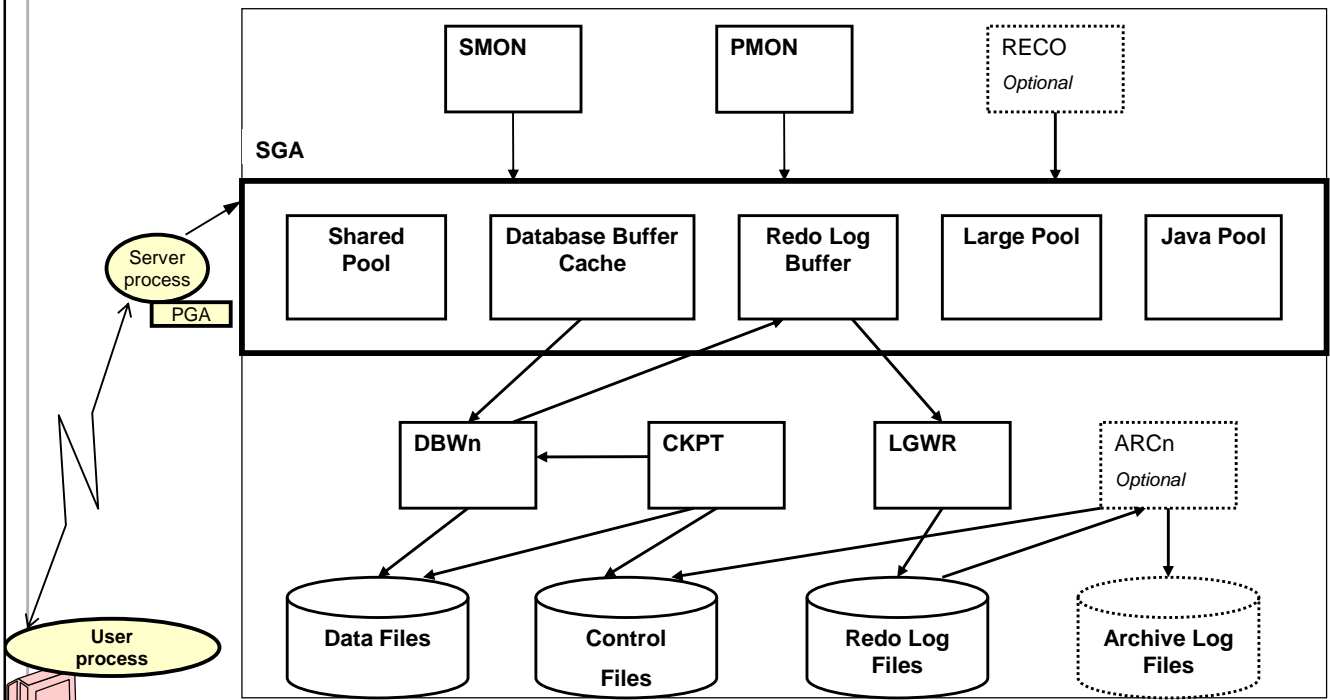 SMON
PMON
RECO
Optional
SGA
Shared
Pool
Database Buffer
Cache
Redo Log
Buffer
Large Pool
Java Pool
Server
process
PGA
DBWn
CKPT
LGWR
ARCn
Optional
User
process
Data Files
Control
Files
Redo Log
Files
Archive Log
Files